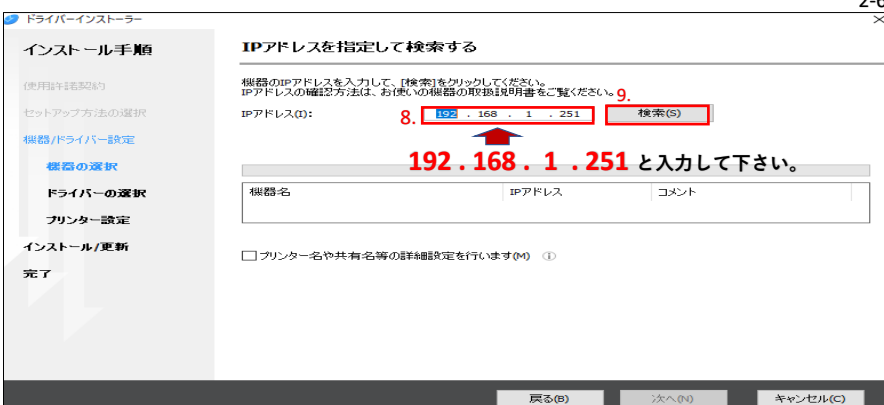 2-6
ドライバーインストーラー
インストール手順
IPアドレスを指定して検索する
使用許諾契約
機器のIPアドレスを入力して、[検索]をクリックしてください。
IPアドレスの確認方法は、お使いの機器の取扱説明書をご覧ください。
9.
セットアップ方法の選択
IPアドレス(I):
8.
192 . 168 . 1 . 251
検索(S)
機器/ドライバー設定
192 . 168 . 1 . 251 と入力して下さい。
機器の選択
ドライバーの選択
機器名 IPアドレス コメント
プリンター設定
インストール/更新
プリンター名や共有名等の詳細設定を行います(M)
完了
戻る(B)
次へ(N)
キャンセル(C)